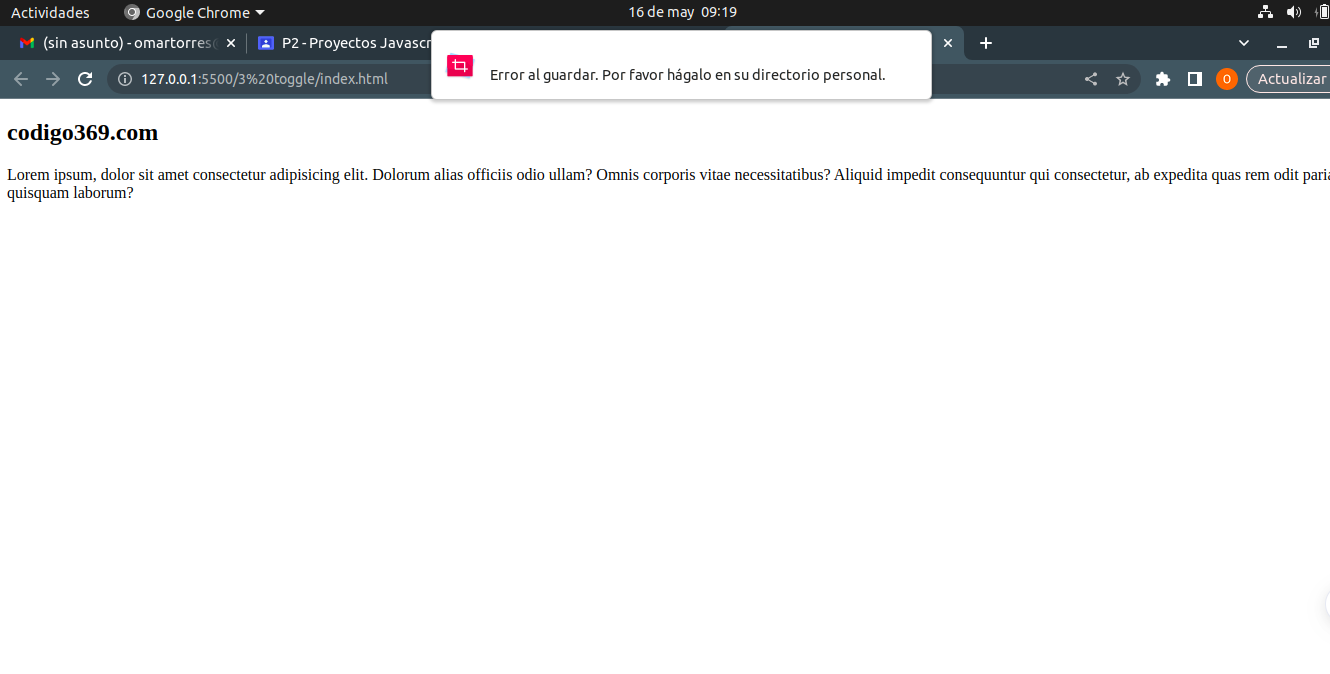 Actividades Google Chrome 16 de may 09:19
(sin asunto) - omartorres P2 - Proyectos Javascr
Error al guardar. Por favor hágalo en su directorio personal.
127.0.0.1:5500/3%20toggle/index.html O Actualizar
codigo369.com
Lorem ipsum, dolor sit amet consectetur adipisicing elit. Dolorum alias officiis odio ullam? Omnis corporis vitae necessitatibus? Aliquid impedit consequuntur qui consectetur, ab expedita quas rem odit paria
quisquam laborum?